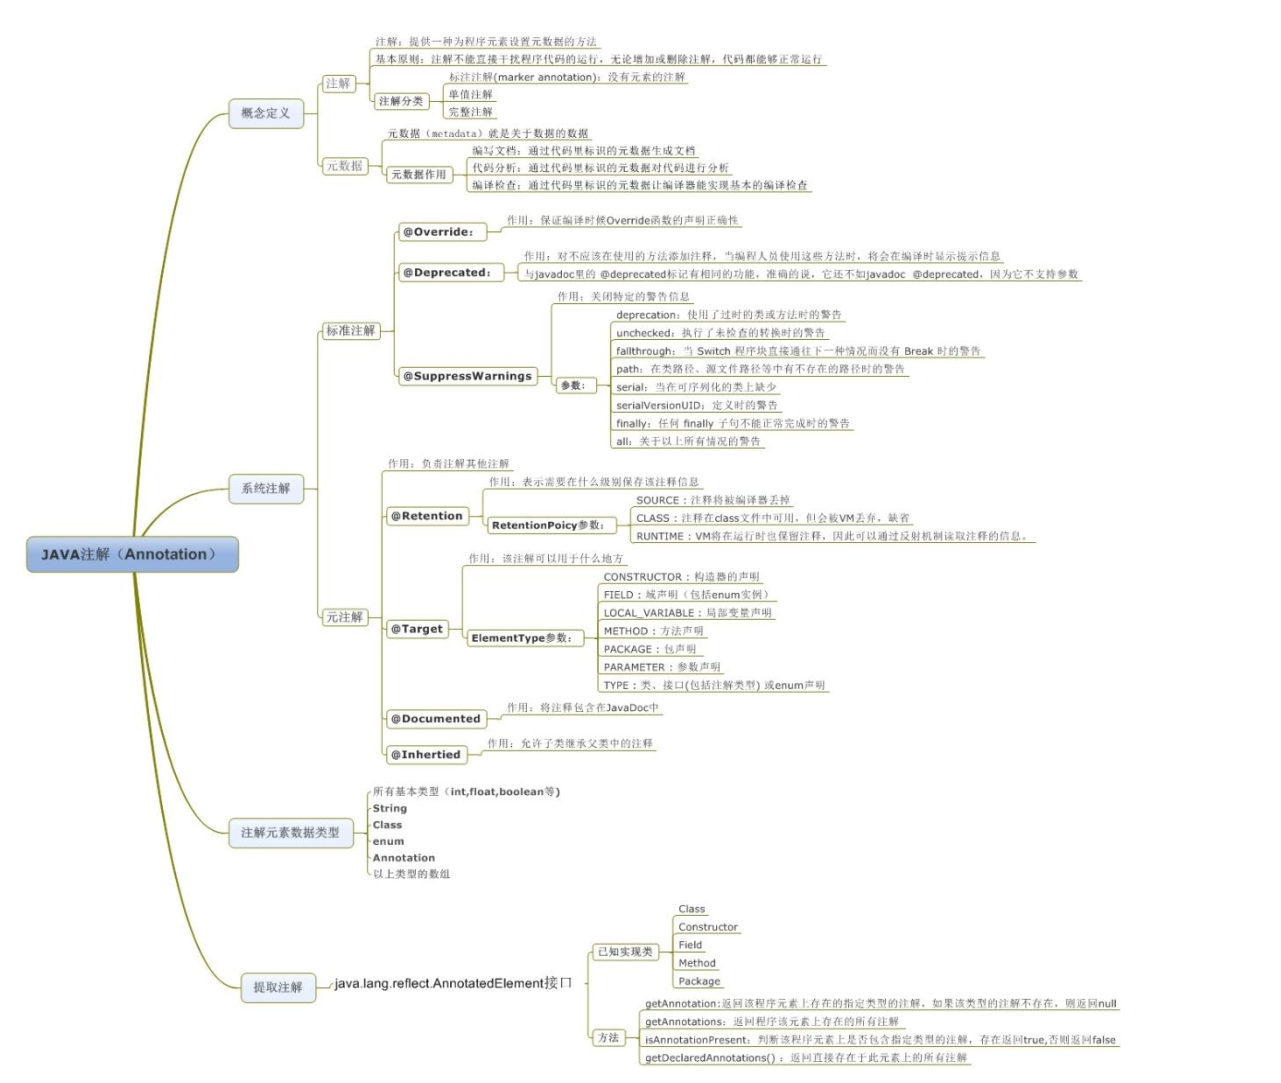 注解：提供一种为程序元素设置元数据的方法
基本原则：注解不能直接干扰程序代码的运行，无论增加或删除注解，代码都能够正常运行
注解
标注注解(marker annotation)：没有元素的注解
注解分类
单值注解
完整注解
概念定义
元数据（metadata）就是关于数据的数据
元数据
编写文档：通过代码里标识的元数据生成文档
元数据作用
代码分析：通过代码里标识的元数据对代码进行分析
编译检查：通过代码里标识的元数据让编译器能实现基本的编译检查
@Override：
作用：保证编译时候Override函数的声明正确性
@Deprecated：
作用：对不应该在使用的方法添加注释，当编程人员使用这些方法时，将会在编译时显示提示信息
与javadoc里的 @deprecated标记有相同的功能，准确的说，它还不如javadoc @deprecated，因为它不支持参数
标准注解
作用：关闭特定的警告信息
@SuppressWarnings
参数：
deprecation：使用了过时的类或方法时的警告
unchecked：执行了未检查的转换时的警告
fallthrough：当 Switch 程序块直接通往下一种情况而没有 Break 时的警告
path：在类路径、源文件路径等中有不存在的路径时的警告
serial：当在可序列化的类上缺少
serialVersionUID：定义时的警告
finally：任何 finally 子句不能正常完成时的警告
all：关于以上所有情况的警告
系统注解
作用：负责注解其他注解
@Retention
作用：表示需要在什么级别保存该注释信息
RetentionPoicy参数：
SOURCE：注释将被编译器丢掉
CLASS：注释在class文件中可用，但会被VM丢弃，缺省
RUNTIME：VM将在运行时也保留注释，因此可以通过反射机制读取注释的信息。
JAVA注解（Annotation）
元注解
作用：该注解可以用于什么地方
@Target
ElementType参数：
CONSTRUCTOR：构造器的声明
FIELD：域声明（包括enum实例）
LOCAL_VARIABLE：局部变量声明
METHOD：方法声明
PACKAGE：包声明
PARAMETER：参数声明
TYPE：类、接口(包括注解类型) 或enum声明
@Documented
作用：将注释包含在JavaDoc中
@Inhertied
作用：允许子类继承父类中的注释
注解元素数据类型
所有基本类型（int,float,boolean等)
String
Class
enum
Annotation
以上类型的数组
提取注解
java.lang.reflect.AnnotatedElement接口
已知实现类
Class
Constructor
Field
Method
Package
方法
getAnnotation:返回该程序元素上存在的指定类型的注解，如果该类型的注解不存在，则返回null
getAnnotations：返回程序该元素上存在的所有注解
isAnnotationPresent：判断该程序元素上是否包含指定类型的注解，存在返回true,否则返回false
getDeclaredAnnotations()：返回直接存在于此元素上的所有注解